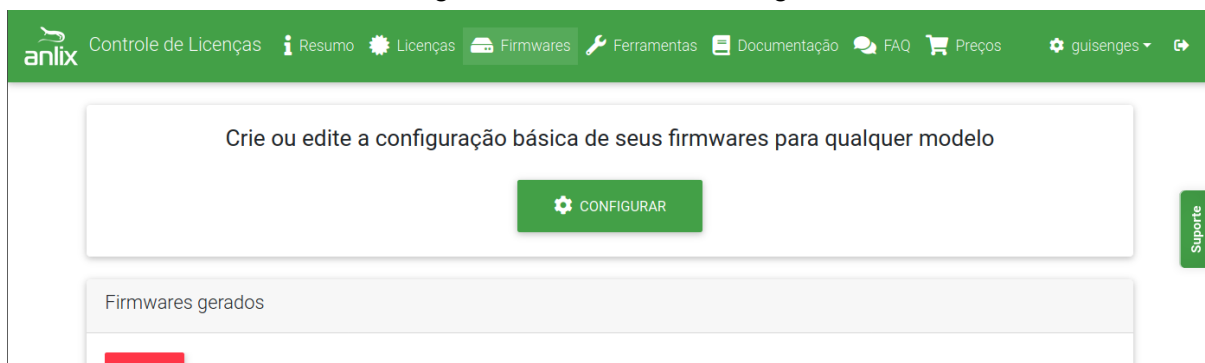 anlix Controle de Licenças Resumo Licenças Firmwares Ferramentas Documentação FAQ Preços guisenges
Crie ou edite a configuração básica de seus firmwares para qualquer modelo
CONFIGURAR
Suporte
Firmwares gerados